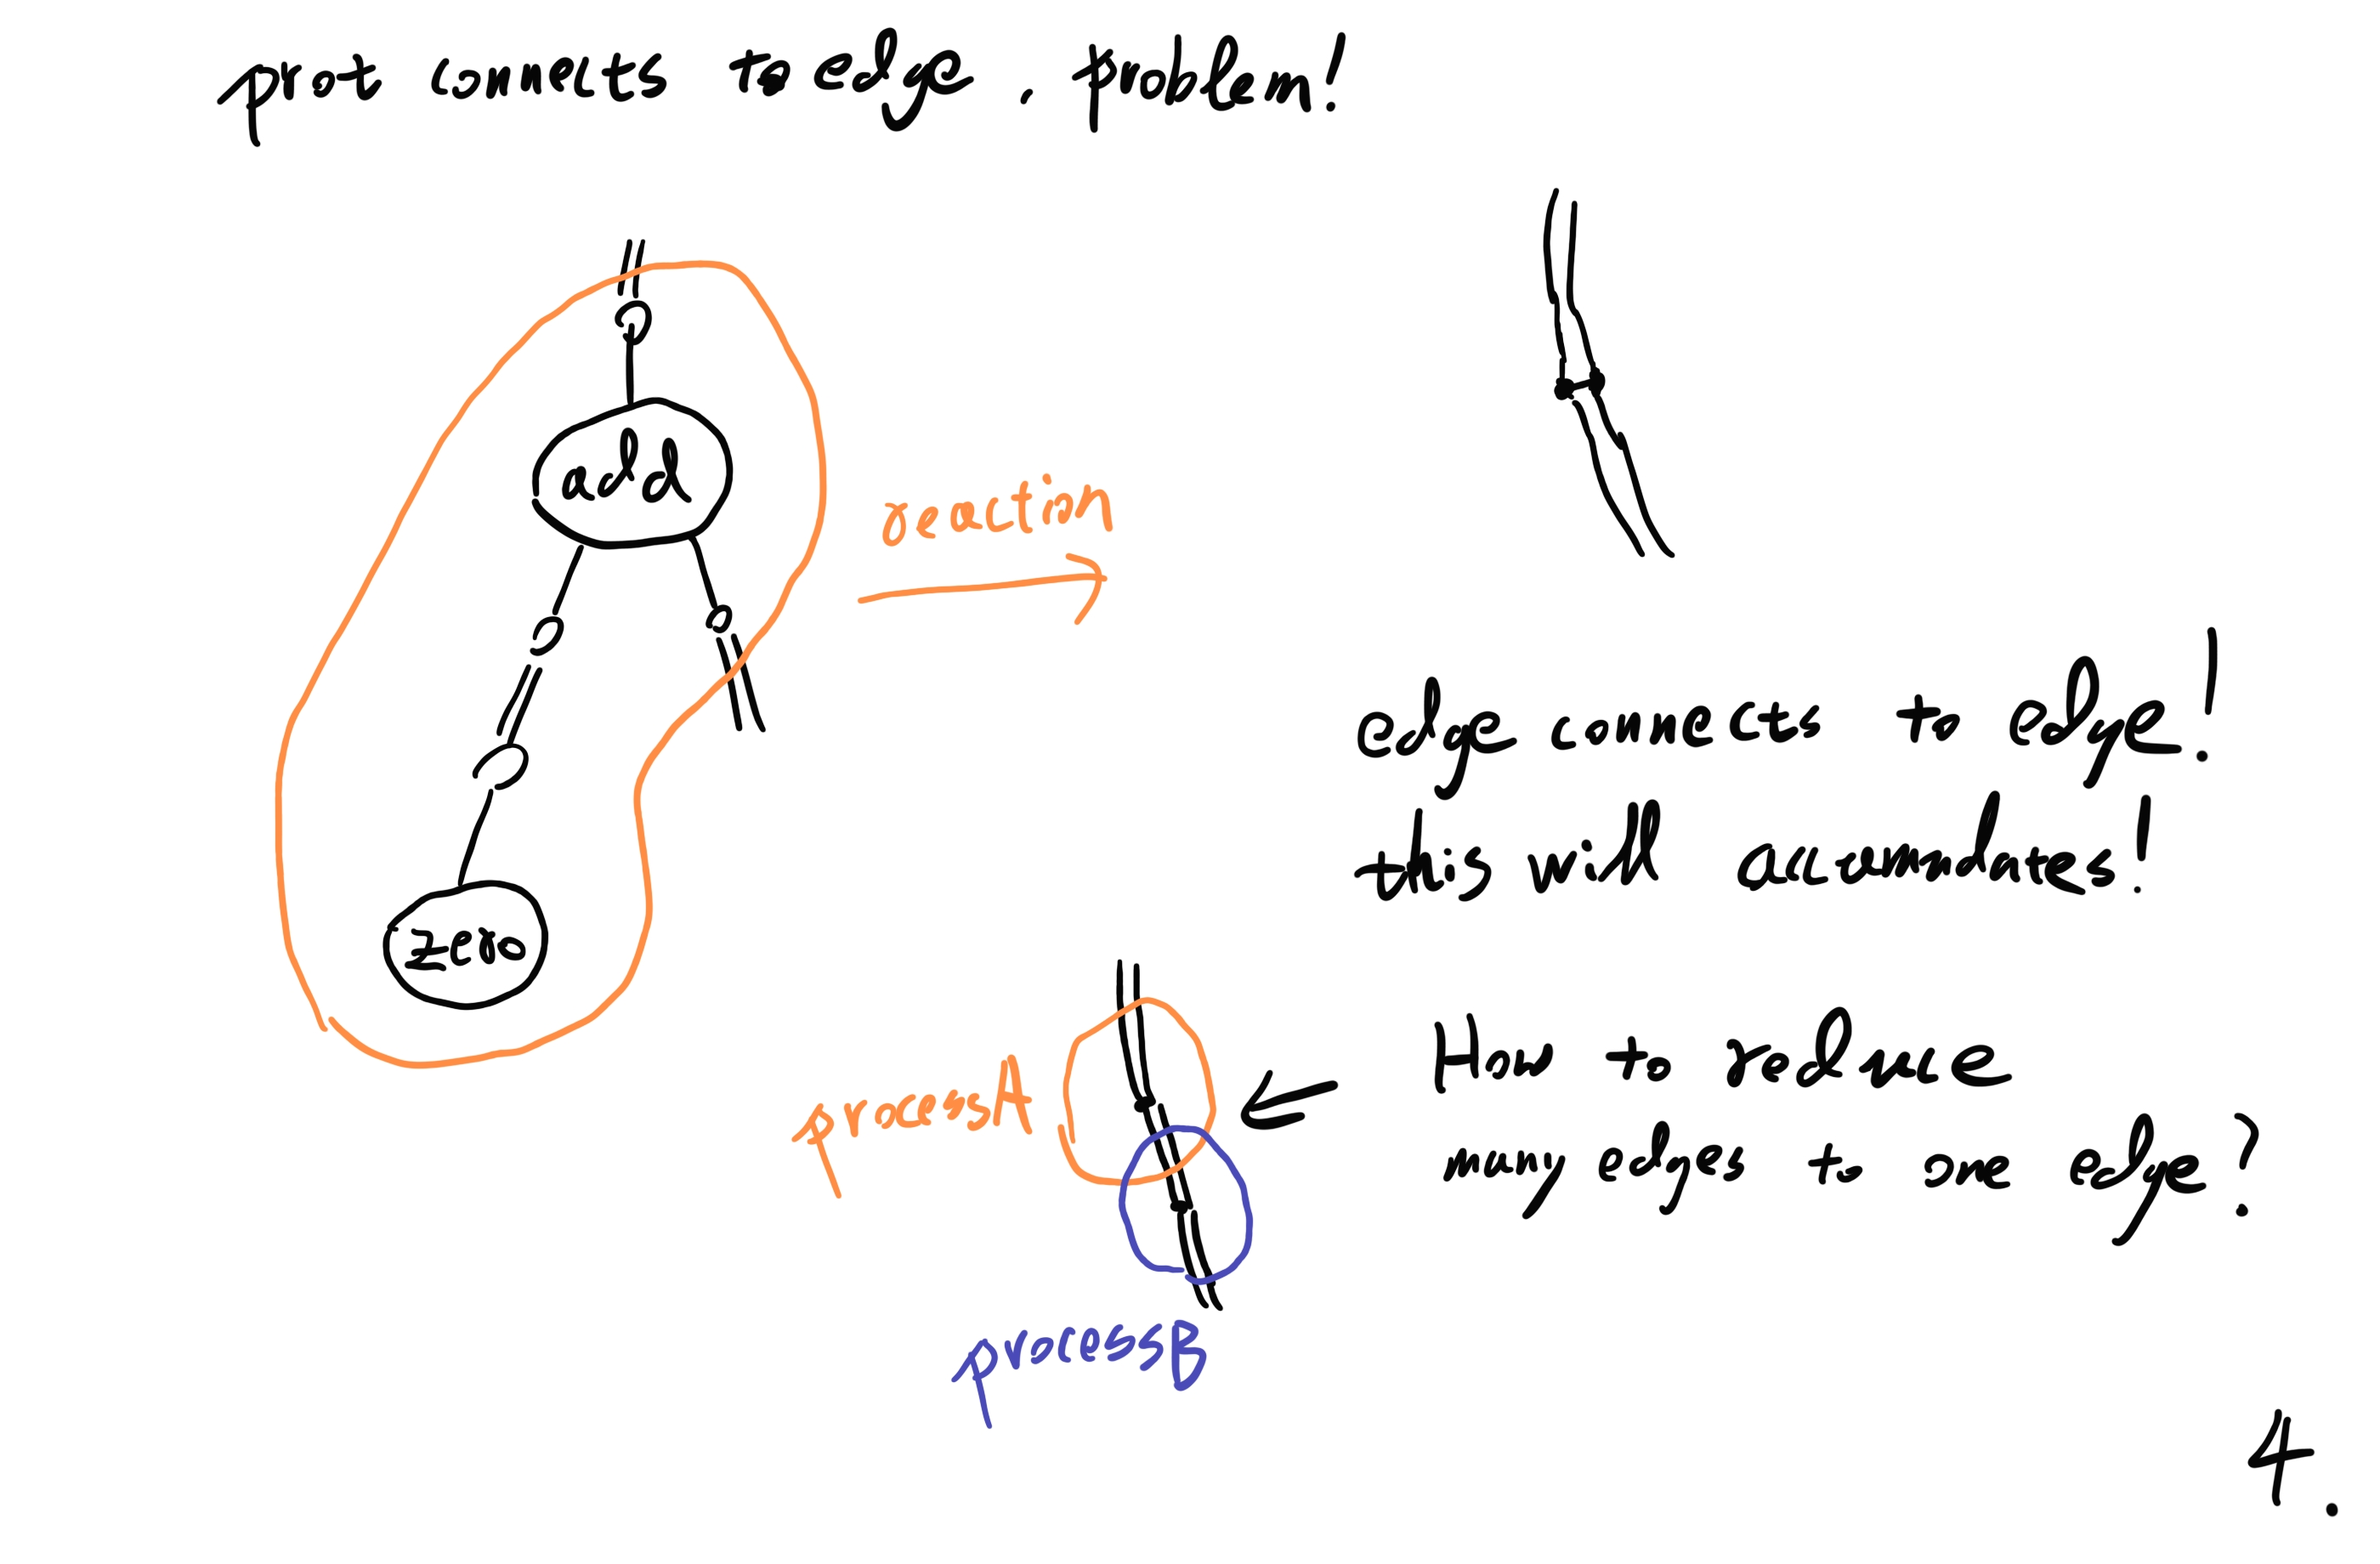 prot connects to edge. problem!
add
reaction
zero
edge connects to edge!
this will accumulates!
How to reduce
many edges to one edge?
processA
processB
4.